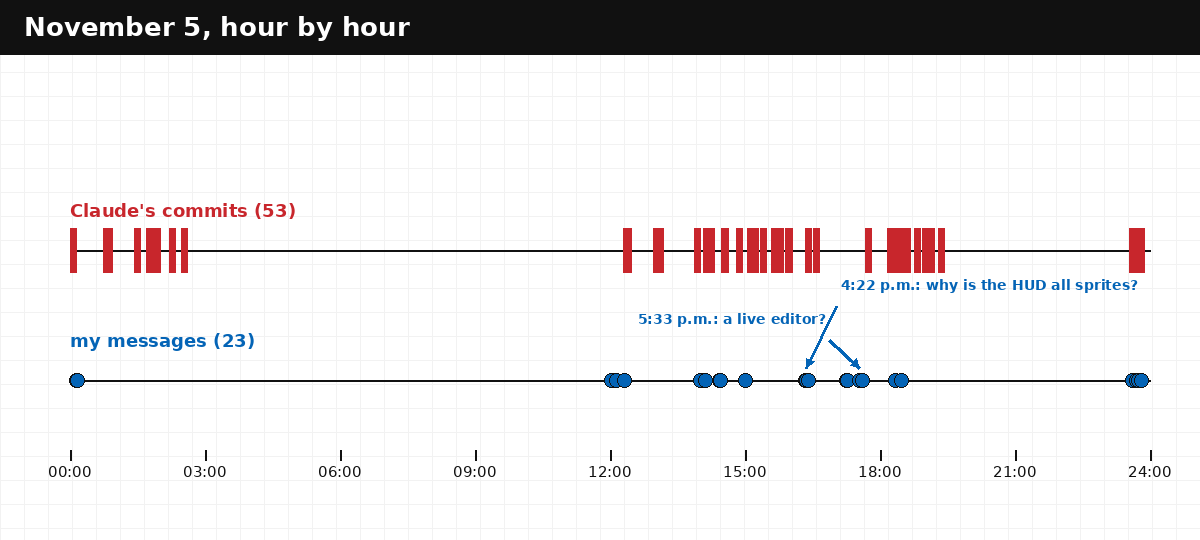 November 5, hour by hour
Claude's commits (53)
4:22 p.m.: why is the HUD all sprites?
5:33 p.m.: a live editor?
my messages (23)
00:00 03:00 06:00 09:00 12:00 15:00 18:00 21:00 24:00